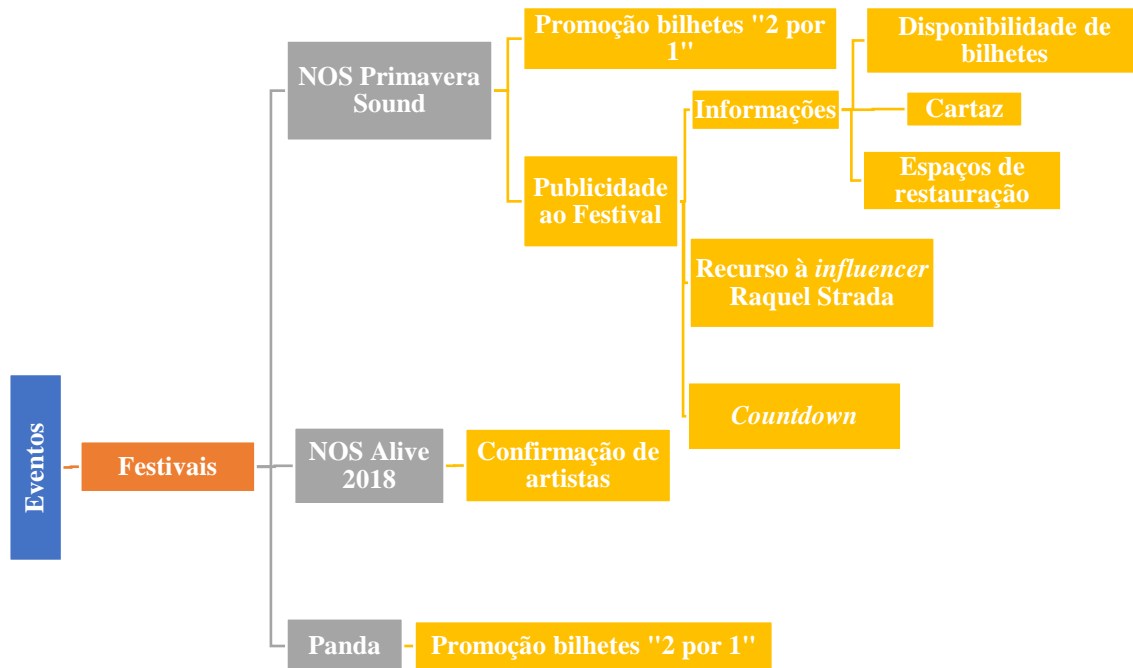 Eventos
Festivais
NOS Primavera
Sound
Promoção bilhetes "2 por
1"
Publicidade
ao Festival
Informações
Disponibilidade de
bilhetes
Cartaz
Espaços de
restauração
Recurso à influencer
Raquel Strada
Countdown
NOS Alive
2018
Confirmação de
artistas
Panda
Promoção bilhetes "2 por 1"